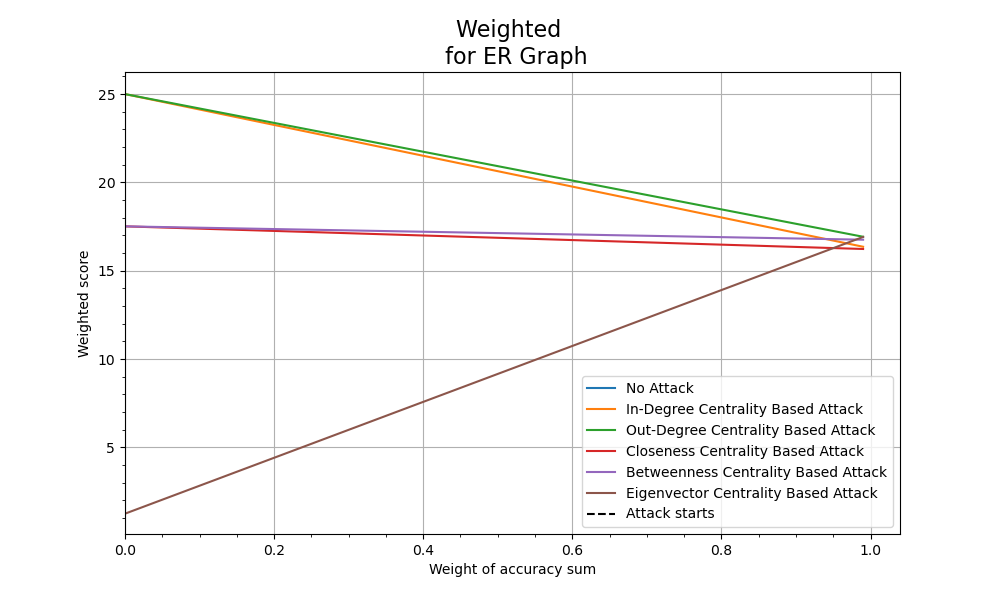 Weighted
for ER Graph
Weighted score
25
20
15
10
5
0.0
0.2
0.4
0.6
0.8
1.0
Weight of accuracy sum
No Attack
In-Degree Centrality Based Attack
Out-Degree Centrality Based Attack
Closeness Centrality Based Attack
Betweenness Centrality Based Attack
Eigenvector Centrality Based Attack
Attack starts